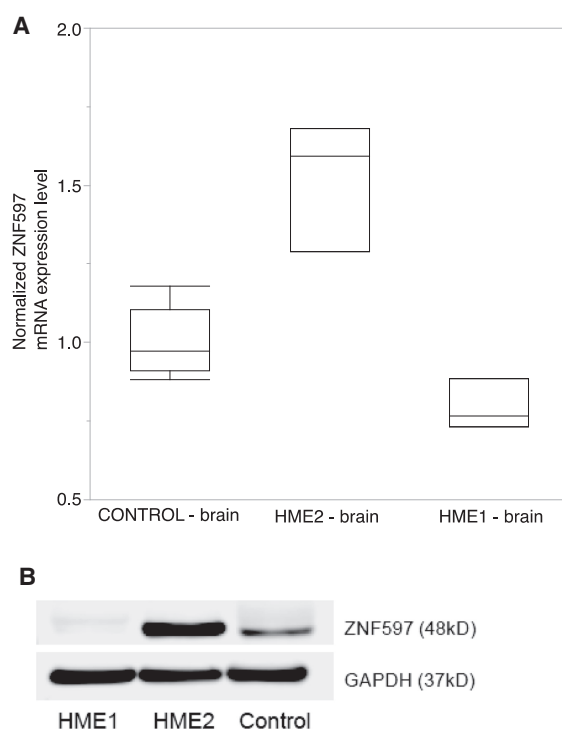 A
2.0
1.5
1.0
0.5
Normalized ZNF597
mRNA expression level
CONTROL - brain
HME2 - brain
HME1 - brain
B
ZNF597 (48kD)
GAPDH (37kD)
HME1
HME2
Control